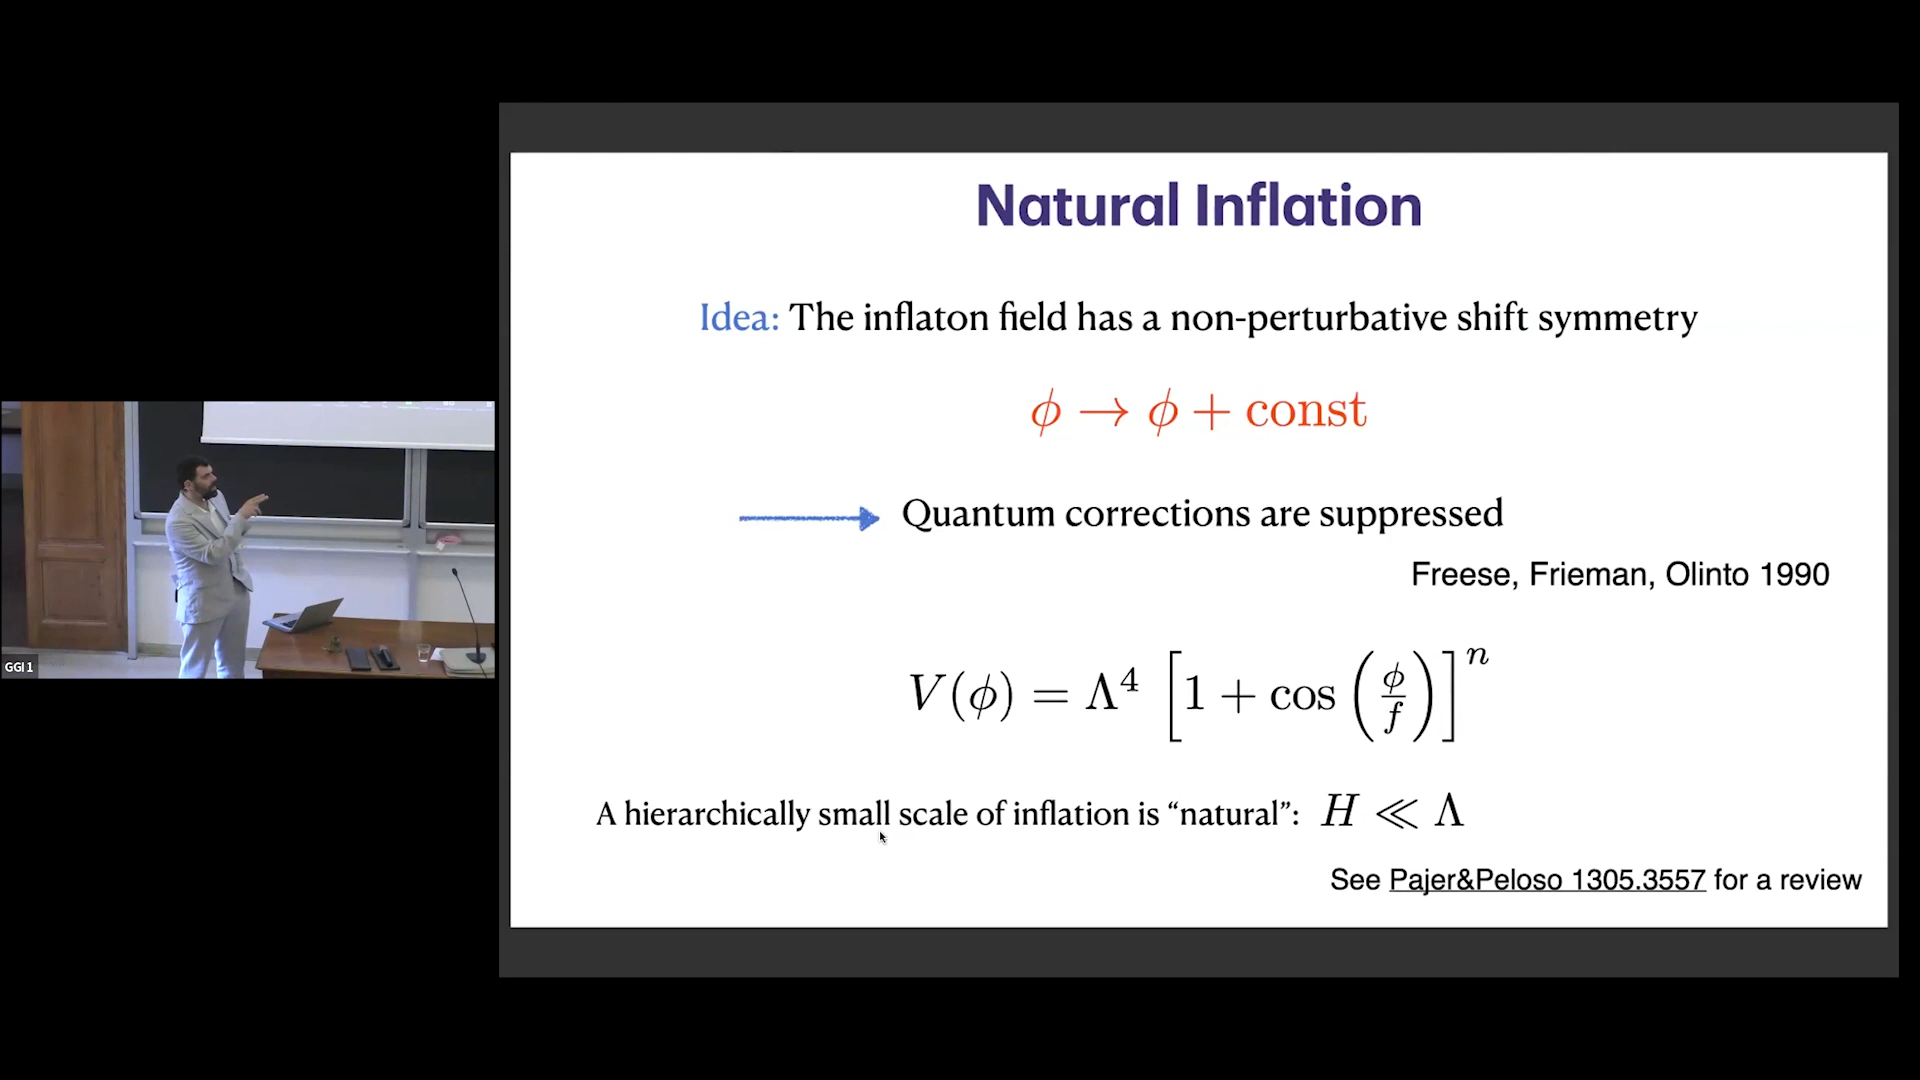 Natural Inflation
Idea: The inflaton field has a non-perturbative shift symmetry
ϕ → ϕ + const
Quantum corrections are suppressed
Freese, Frieman, Olinto 1990
V(ϕ) = Λ⁴ [1 + cos(ϕ/f)]ⁿ
A hierarchically small scale of inflation is “natural”: H ≪ Λ
See Pajer&Peloso 1305.3557 for a review
GGI 1